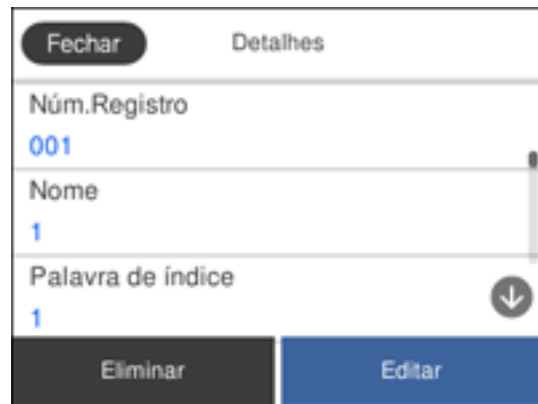 Fechar
Detalhes
Núm.Registro
001
Nome
1
Palavra de índice
1
Eliminar
Editar